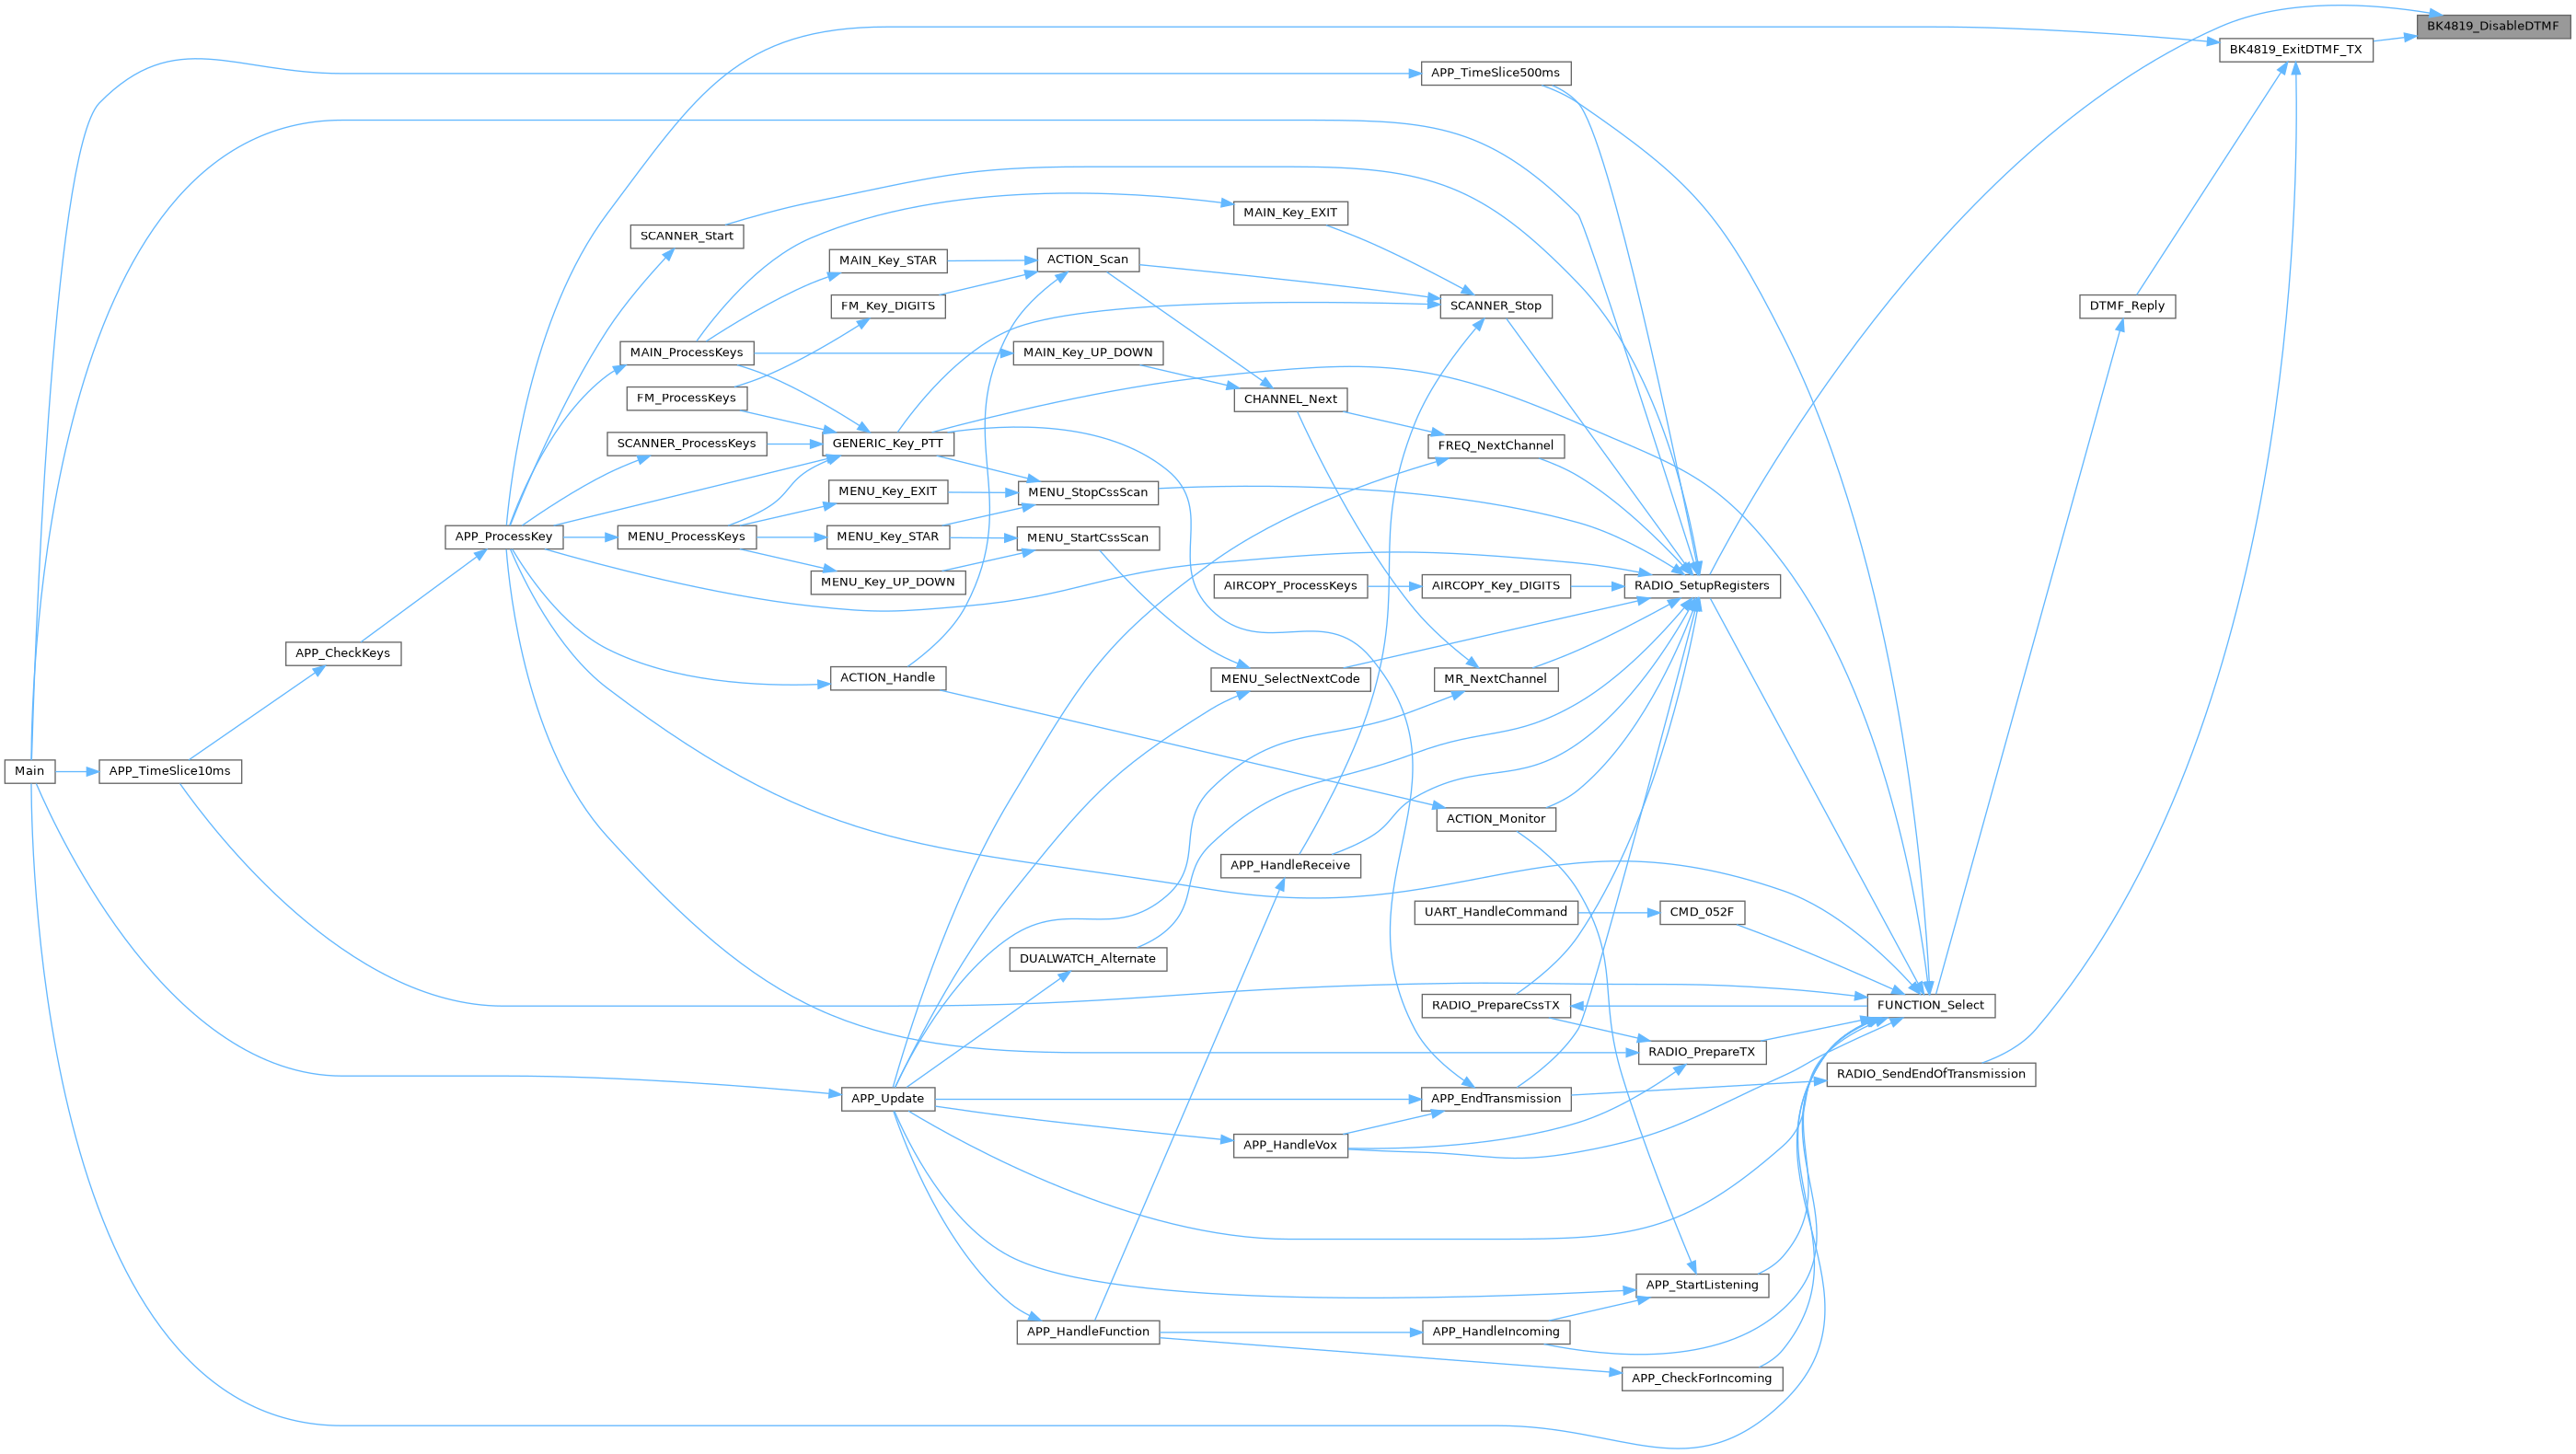 BK4819_DisableDTMF
BK4819_ExitDTMF_TX
APP_TimeSlice500ms
MAIN_Key_EXIT
SCANNER_Start
ACTION_Scan
MAIN_Key_STAR
FM_Key_DIGITS
SCANNER_Stop
DTMF_Reply
MAIN_ProcessKeys
MAIN_Key_UP_DOWN
FM_ProcessKeys
CHANNEL_Next
SCANNER_ProcessKeys
GENERIC_Key_PTT
FREQ_NextChannel
MENU_Key_EXIT
MENU_StopCssScan
APP_ProcessKey
MENU_ProcessKeys
MENU_Key_STAR
MENU_StartCssScan
MENU_Key_UP_DOWN
AIRCOPY_ProcessKeys
AIRCOPY_Key_DIGITS
RADIO_SetupRegisters
APP_CheckKeys
ACTION_Handle
MENU_SelectNextCode
MR_NextChannel
Main
APP_TimeSlice10ms
ACTION_Monitor
APP_HandleReceive
UART_HandleCommand
CMD_052F
DUALWATCH_Alternate
RADIO_PrepareCssTX
FUNCTION_Select
RADIO_PrepareTX
RADIO_SendEndOfTransmission
APP_Update
APP_EndTransmission
APP_HandleVox
APP_StartListening
APP_HandleFunction
APP_HandleIncoming
APP_CheckForIncoming